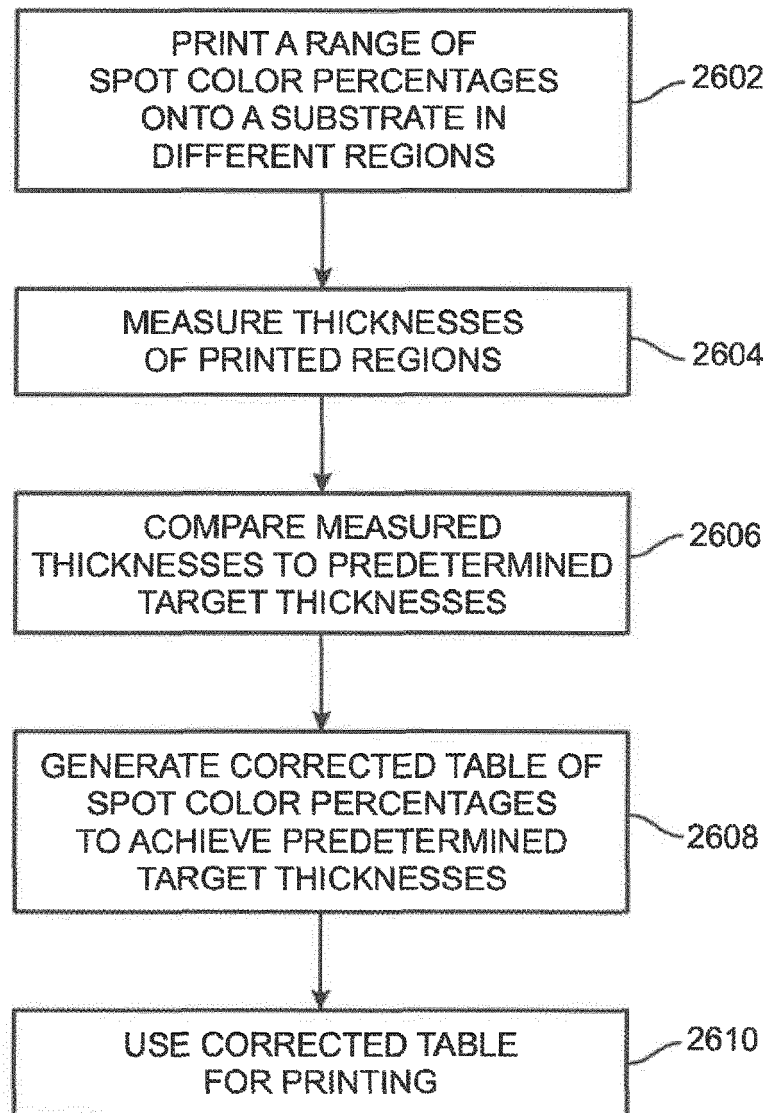 PRINT A RANGE OF
SPOT COLOR PERCENTAGES
ONTO A SUBSTRATE IN
DIFFERENT REGIONS
2602
MEASURE THICKNESSES
OF PRINTED REGIONS
2604
COMPARE MEASURED
THICKNESSES TO PREDETERMINED
TARGET THICKNESSES
2606
GENERATE CORRECTED TABLE OF
SPOT COLOR PERCENTAGES
TO ACHIEVE PREDETERMINED
TARGET THICKNESSES
2608
USE CORRECTED TABLE
FOR PRINTING
2610